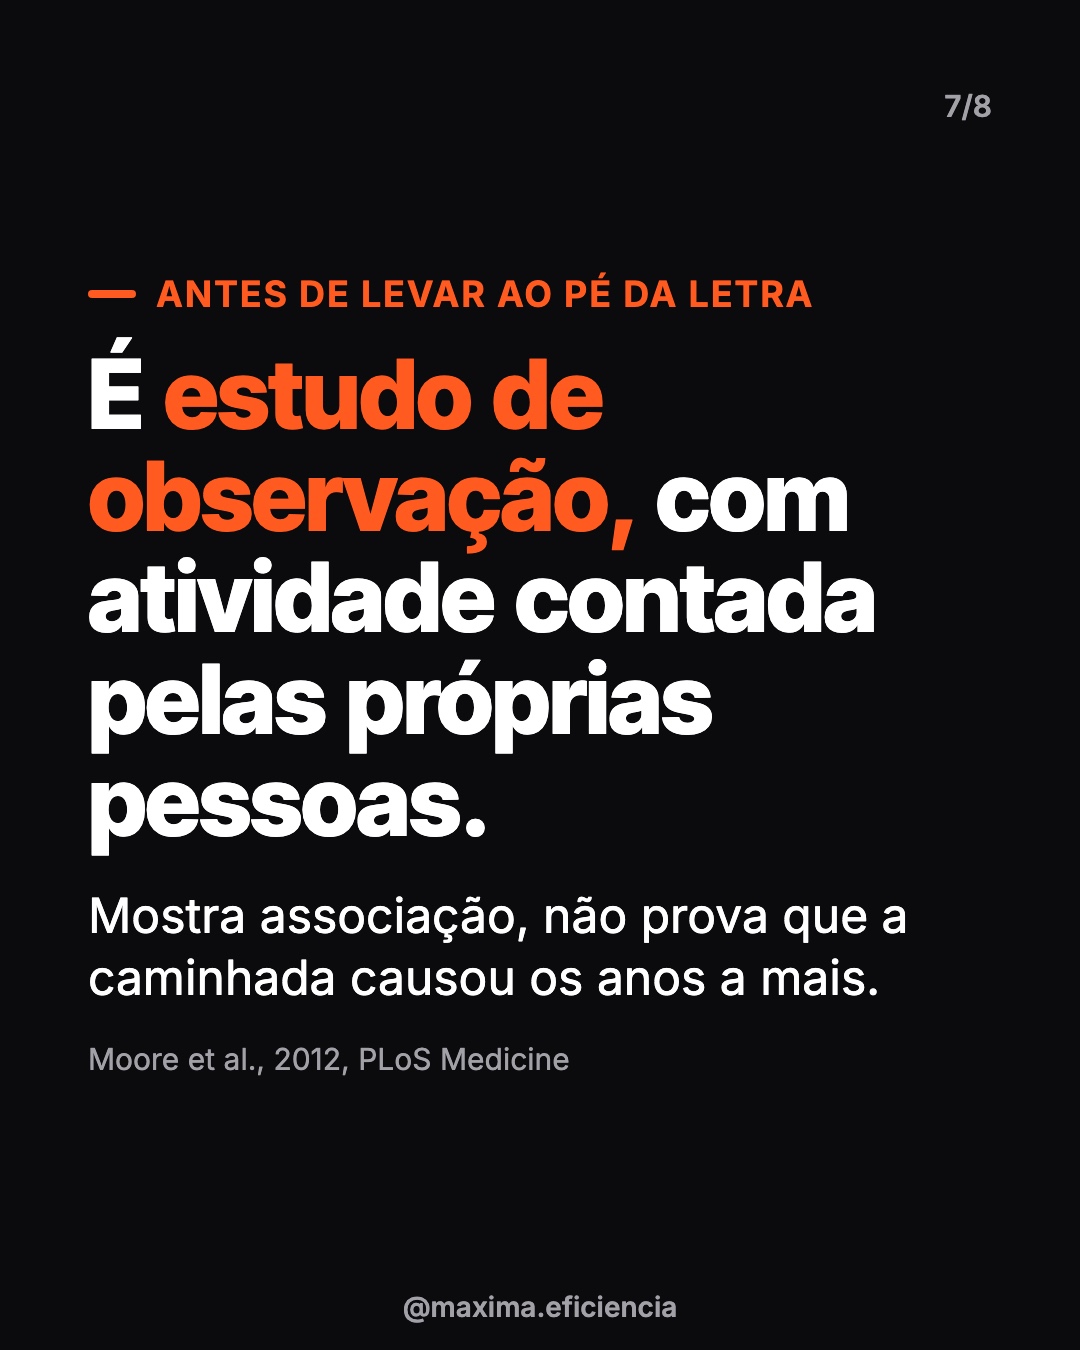 7/8
ANTES DE LEVAR AO PÉ DA LETRA
É estudo de
observação, com
atividade contada
pelas próprias
pessoas.
Mostra associação, não prova que a
caminhada causou os anos a mais.
Moore et al., 2012, PLoS Medicine
@maxima.eficiencia